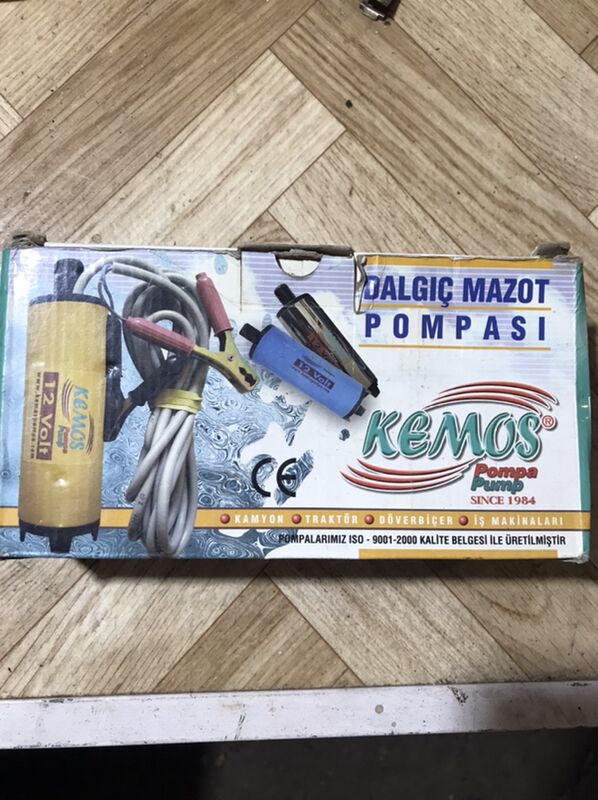 DALGIÇ MAZOT
POMPASI
KEMOS
12 Volt
12 Volt
KEMOS®
Pompa
Pump
SINCE 1984
CE
KAMYON TRAKTÖR DÖVERBİÇER İŞ MAKİNALARI
POMPALARIMIZ ISO - 9001-2000 KALİTE BELGESİ İLE ÜRETİLMİŞTİR